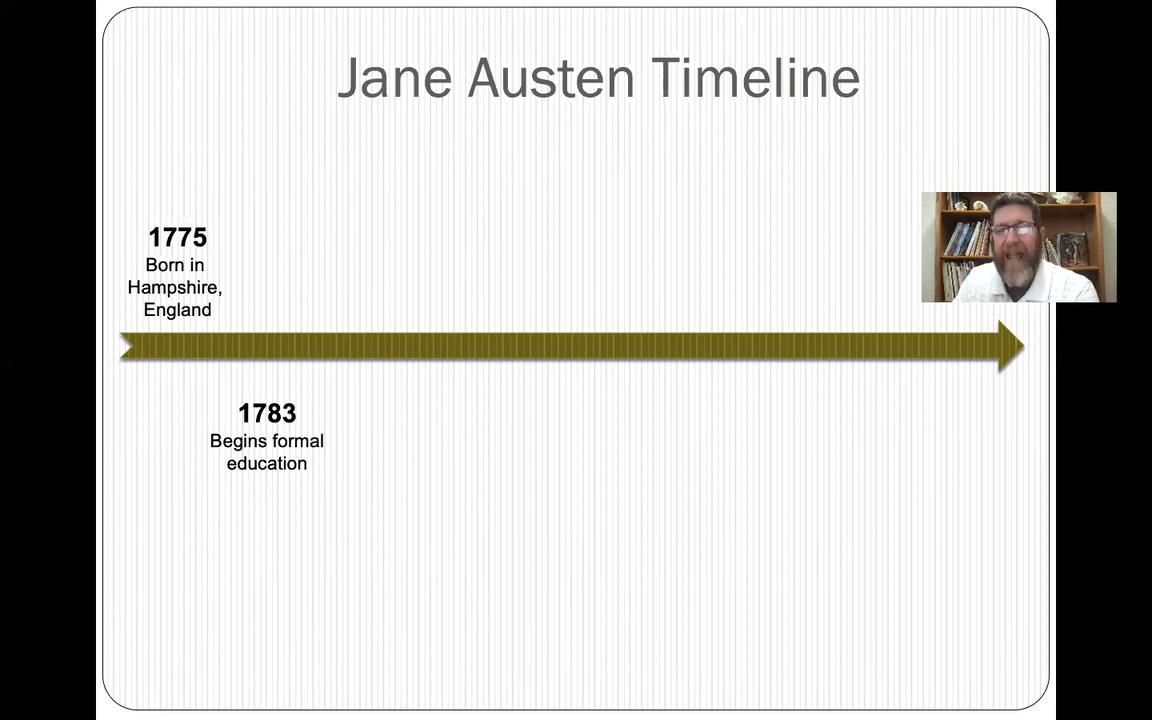 Jane Austen Timeline
1775
Born in
Hampshire,
England
1783
Begins formal
education